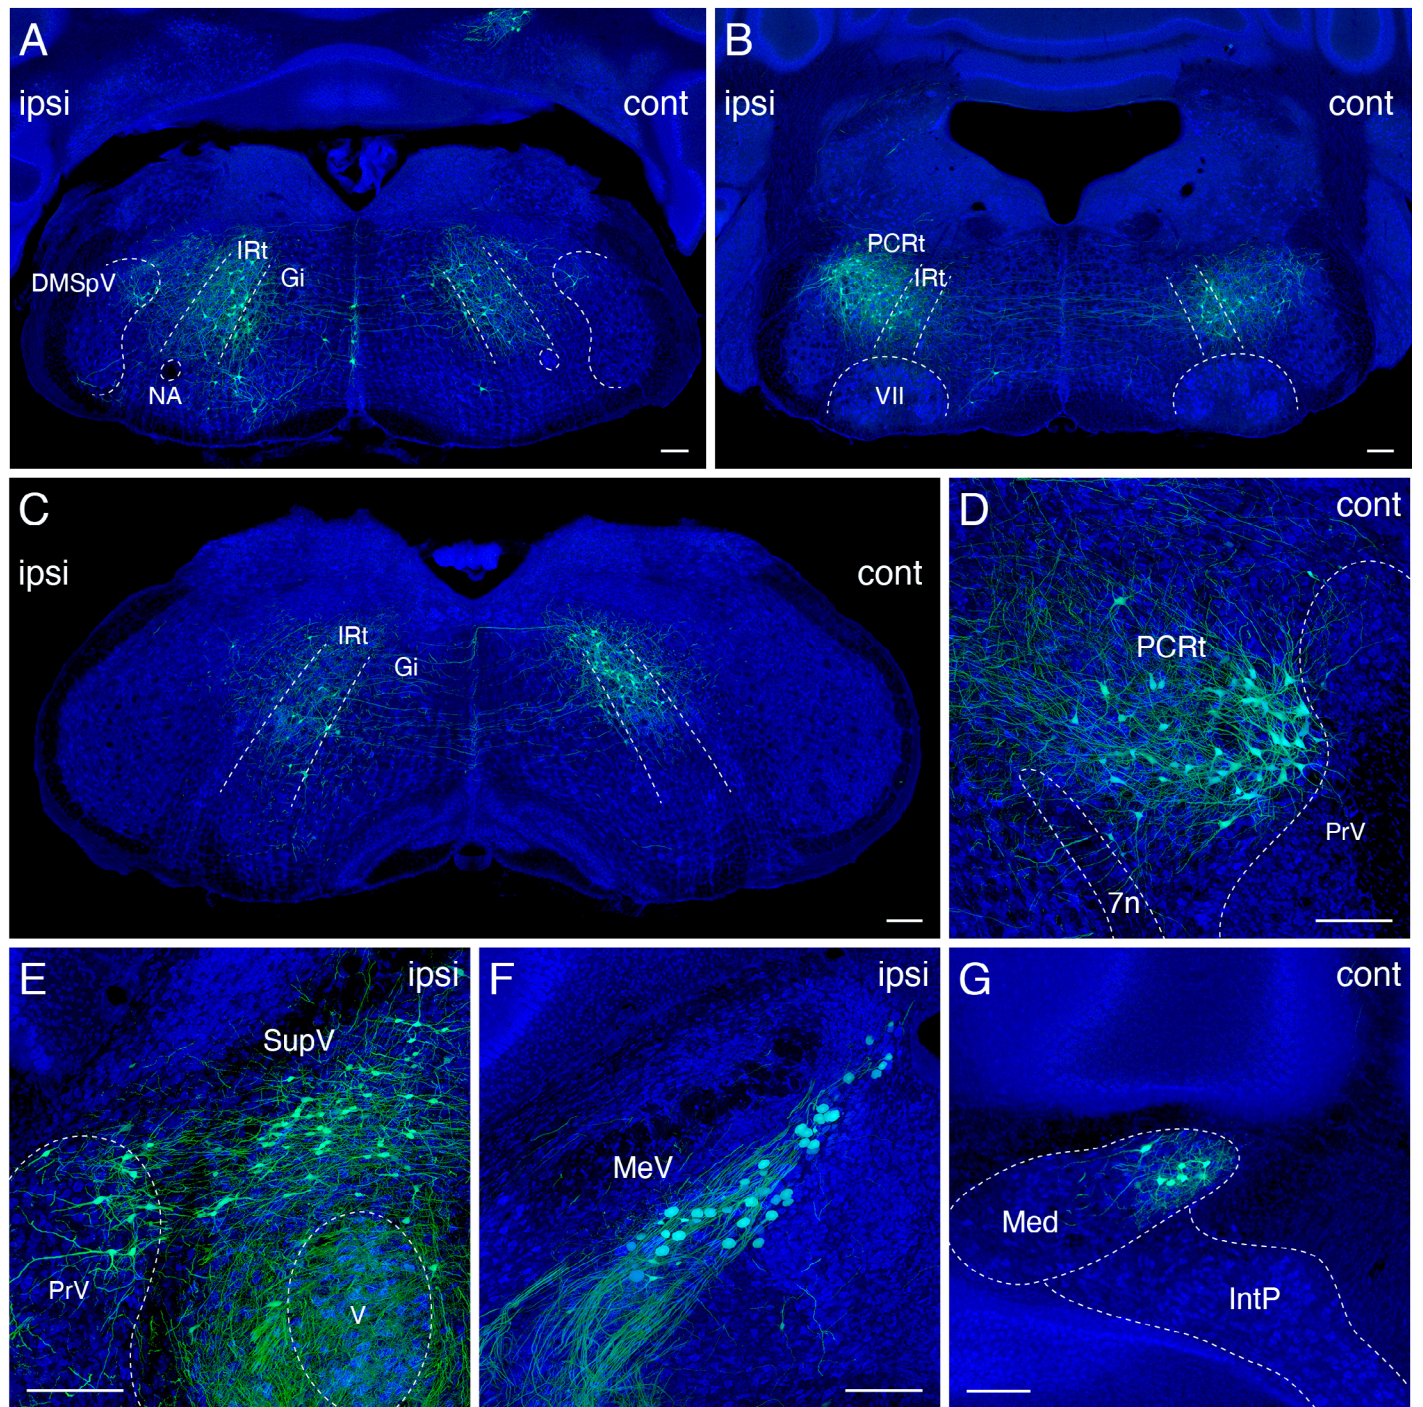 A
ipsi
cont
IRt
Gi
DMSpV
NA
B
ipsi
cont
PCRt
IRt
VII
C
ipsi
cont
IRt
Gi
D
cont
PCRt
PrV
7n
E
ipsi
SupV
PrV
V
F
ipsi
MeV
G
cont
Med
IntP